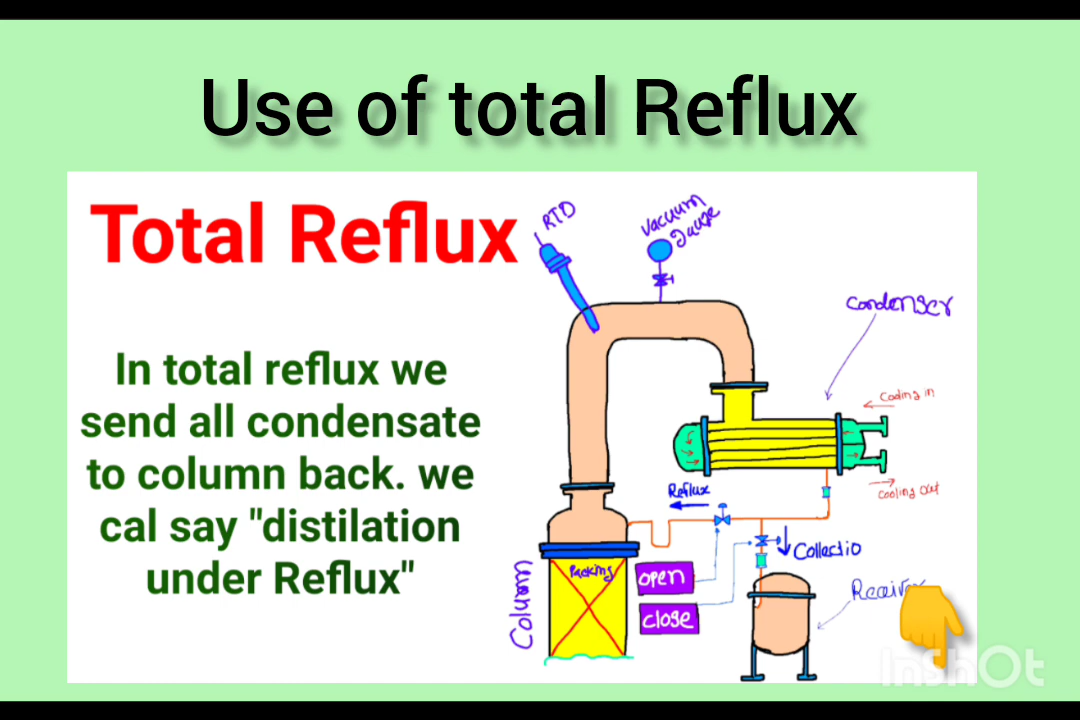 Use of total Reflux
Total Reflux
In total reflux we
send all condensate
to column back. we
cal say "distilation
under Reflux"
RTD
Vacuum
Gauge
Condenser
Cooling in
Cooling out
Reflux
Collectio
Packing
open
close
Column
InShOt